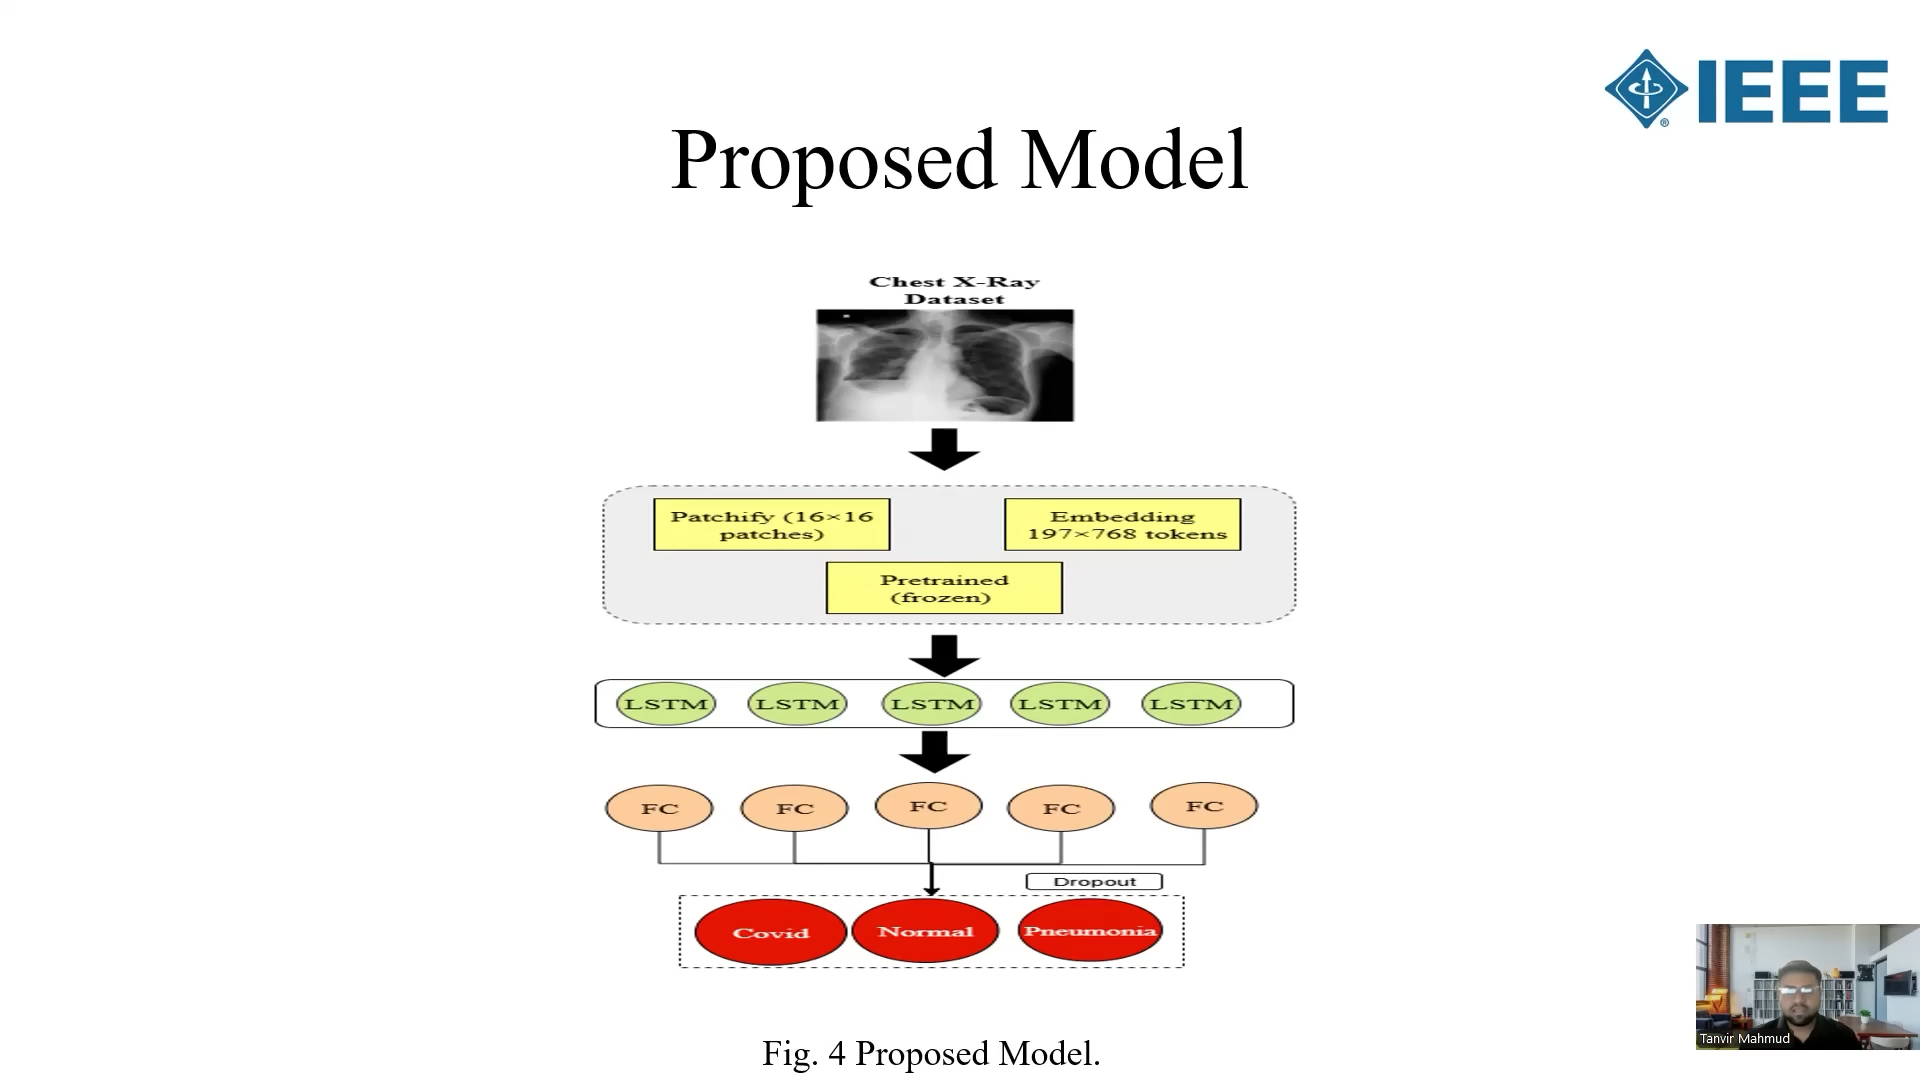 IEEE
®
Proposed Model
Chest X-Ray
Dataset
Patchify (16×16
patches)
Embedding
197×768 tokens
Pretrained
(frozen)
LSTM LSTM LSTM LSTM LSTM
FC FC FC FC FC
Dropout
Covid Normal Pneumonia
Tanvir Mahmud
Fig. 4 Proposed Model.